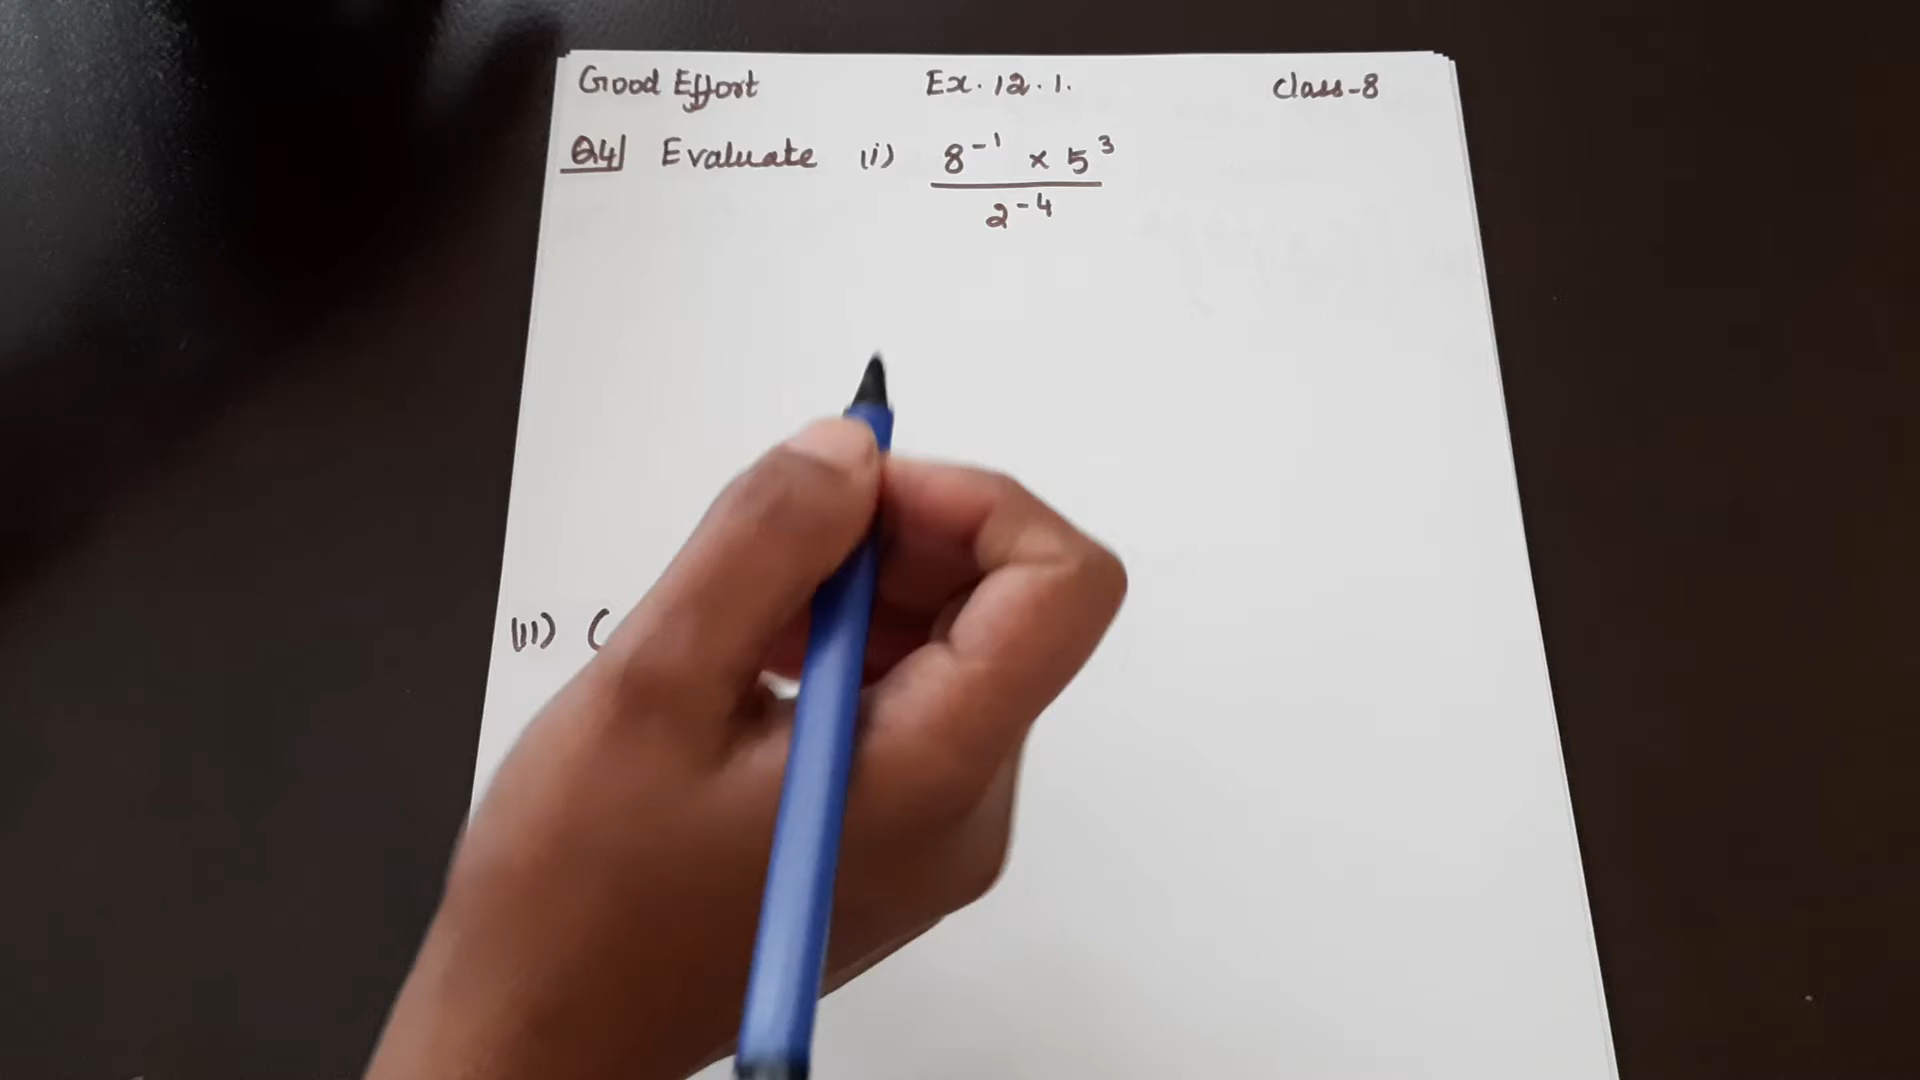 Good Effort Ex. 12.1. Class-8
Q4 Evaluate (i) 8⁻¹ × 5³
2⁻⁴
(ii) (